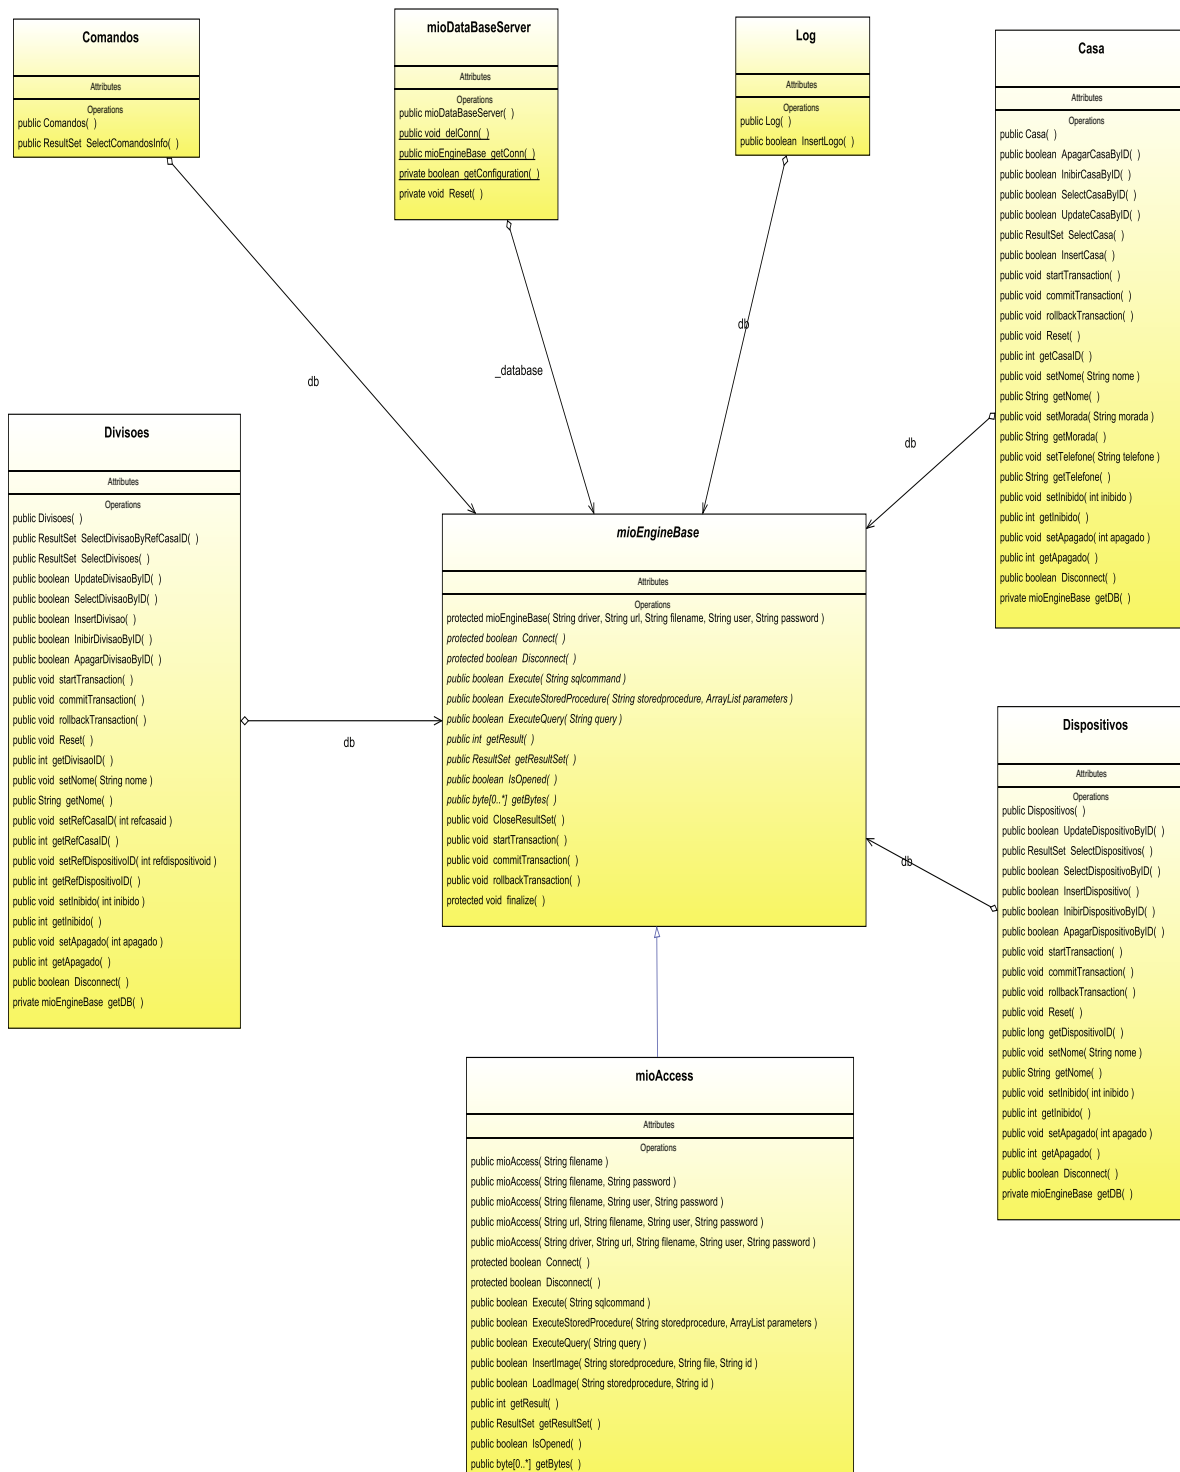 Comandos
Attributes
Operations
public Comandos( )
public ResultSet SelectComandosInfo( )
mioDataBaseServer
Attributes
Operations
public mioDataBaseServer( )
public void delConn( )
public mioEngineBase getConn( )
private boolean getConfiguration( )
private void Reset( )
Log
Attributes
Operations
public Log( )
public boolean InsertLogo( )
Casa
Attributes
Operations
public Casa( )
public boolean ApagarCasaByID( )
public boolean InibirCasaByID( )
public boolean SelectCasaByID( )
public boolean UpdateCasaByID( )
public ResultSet SelectCasa( )
public boolean InsertCasa( )
public void startTransaction( )
public void commitTransaction( )
public void rollbackTransaction( )
public void Reset( )
public int getCasaID( )
public void setNome( String nome )
public String getNome( )
public void setMorada( String morada )
public String getMorada( )
public void setTelefone( String telefone )
public String getTelefone( )
public void setInibido( int inibido )
public int getInibido( )
public void setApagado( int apagado )
public int getApagado( )
public boolean Disconnect( )
private mioEngineBase getDB( )
db
_database
db
db
Divisoes
Attributes
Operations
public Divisoes( )
public ResultSet SelectDivisaoByRefCasaID( )
public ResultSet SelectDivisoes( )
public boolean UpdateDivisaoByID( )
public boolean SelectDivisaoByID( )
public boolean InsertDivisao( )
public boolean InibirDivisaoByID( )
public boolean ApagarDivisaoByID( )
public void startTransaction( )
public void commitTransaction( )
public void rollbackTransaction( )
public void Reset( )
public int getDivisaoID( )
public void setNome( String nome )
public String getNome( )
public void setRefCasaID( int refcasaid )
public int getRefCasaID( )
public void setRefDispositivoID( int refdispositivoid )
public int getRefDispositivoID( )
public void setInibido( int inibido )
public int getInibido( )
public void setApagado( int apagado )
public int getApagado( )
public boolean Disconnect( )
private mioEngineBase getDB( )
db
mioEngineBase
Attributes
Operations
protected mioEngineBase( String driver, String url, String filename, String user, String password )
protected boolean Connect( )
protected boolean Disconnect( )
public boolean Execute( String sqlcommand )
public boolean ExecuteStoredProcedure( String storedprocedure, ArrayList parameters )
public boolean ExecuteQuery( String query )
public int getResult( )
public ResultSet getResultSet( )
public boolean IsOpened( )
public byte[0..*] getBytes( )
public void CloseResultSet( )
public void startTransaction( )
public void commitTransaction( )
public void rollbackTransaction( )
protected void finalize( )
db
Dispositivos
Attributes
Operations
public Dispositivos( )
public boolean UpdateDispositivoByID( )
public ResultSet SelectDispositivos( )
public boolean SelectDispositivoByID( )
public boolean InsertDispositivo( )
public boolean InibirDispositivoByID( )
public boolean ApagarDispositivoByID( )
public void startTransaction( )
public void commitTransaction( )
public void rollbackTransaction( )
public void Reset( )
public long getDispositivoID( )
public void setNome( String nome )
public String getNome( )
public void setInibido( int inibido )
public int getInibido( )
public void setApagado( int apagado )
public int getApagado( )
public boolean Disconnect( )
private mioEngineBase getDB( )
mioAccess
Attributes
Operations
public mioAccess( String filename )
public mioAccess( String filename, String password )
public mioAccess( String filename, String user, String password )
public mioAccess( String url, String filename, String user, String password )
public mioAccess( String driver, String url, String filename, String user, String password )
protected boolean Connect( )
protected boolean Disconnect( )
public boolean Execute( String sqlcommand )
public boolean ExecuteStoredProcedure( String storedprocedure, ArrayList parameters )
public boolean ExecuteQuery( String query )
public boolean InsertImage( String storedprocedure, String file, String id )
public boolean LoadImage( String storedprocedure, String id )
public int getResult( )
public ResultSet getResultSet( )
public boolean IsOpened( )
public byte[0..*] getBytes( )